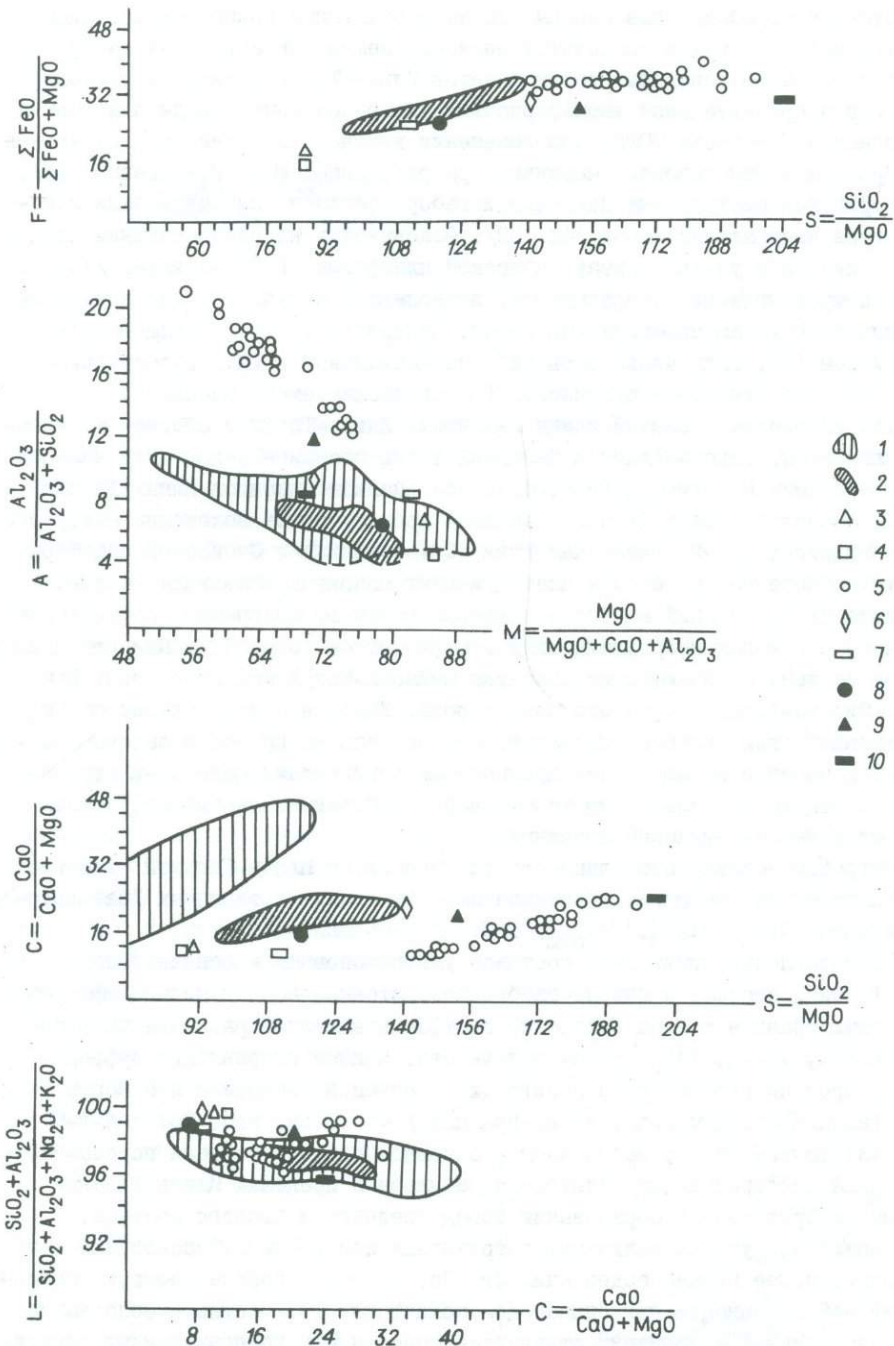 48
32
16
F = Σ FeO / Σ FeO + MgO
60 76 92 108 124 140 156 172 188 204
S = SiO₂ / MgO
20
16
12
8
4
A = Al₂O₃ / Al₂O₃ + SiO₂
48 56 64 72 80 88
M = MgO / MgO + CaO + Al₂O₃
1
2
3
4
5
6
7
8
9
10
48
32
16
C = CaO / CaO + MgO
92 108 124 140 156 172 188 204
S = SiO₂ / MgO
100
96
92
L = SiO₂ + Al₂O₃ / SiO₂ + Al₂O₃ + Na₂O + K₂O
8 16 24 32 40
C = CaO / CaO + MgO